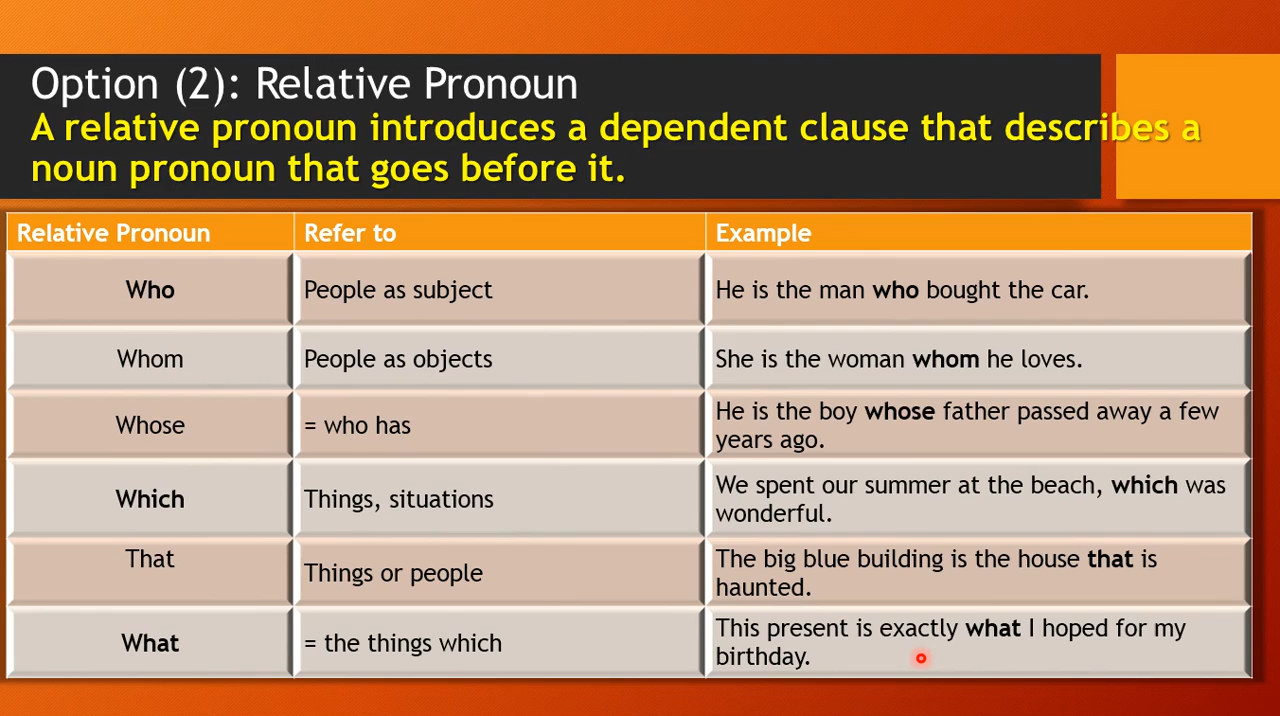 Option (2): Relative Pronoun
A relative pronoun introduces a dependent clause that describes a
noun pronoun that goes before it.
Relative Pronoun
Refer to
Example
Who
People as subject
He is the man who bought the car.
Whom
People as objects
She is the woman whom he loves.
Whose
= who has
He is the boy whose father passed away a few
years ago.
Which
Things, situations
We spent our summer at the beach, which was
wonderful.
That
Things or people
The big blue building is the house that is
haunted.
What
= the things which
This present is exactly what I hoped for my
birthday.